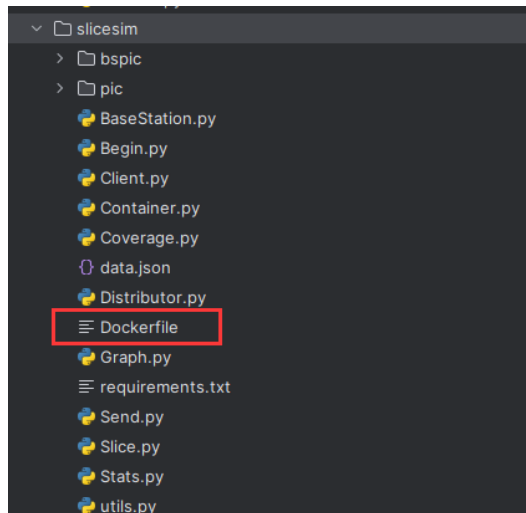 slicesim
bspic
pic
BaseStation.py
Begin.py
Client.py
Container.py
Coverage.py
data.json
Distributor.py
Dockerfile
Graph.py
requirements.txt
Send.py
Slice.py
Stats.py
utils.py